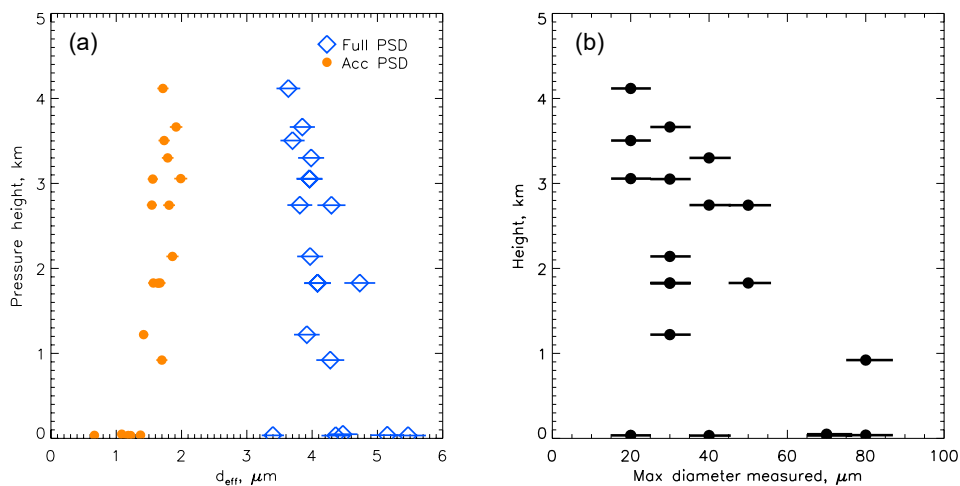 (a)
Full PSD
Acc PSD
Pressure height, km
5
4
3
2
1
0
0 1 2 3 4 5 6
d_eff, μm
(b)
Height, km
5
4
3
2
1
0
0 20 40 60 80 100
Max diameter measured, μm